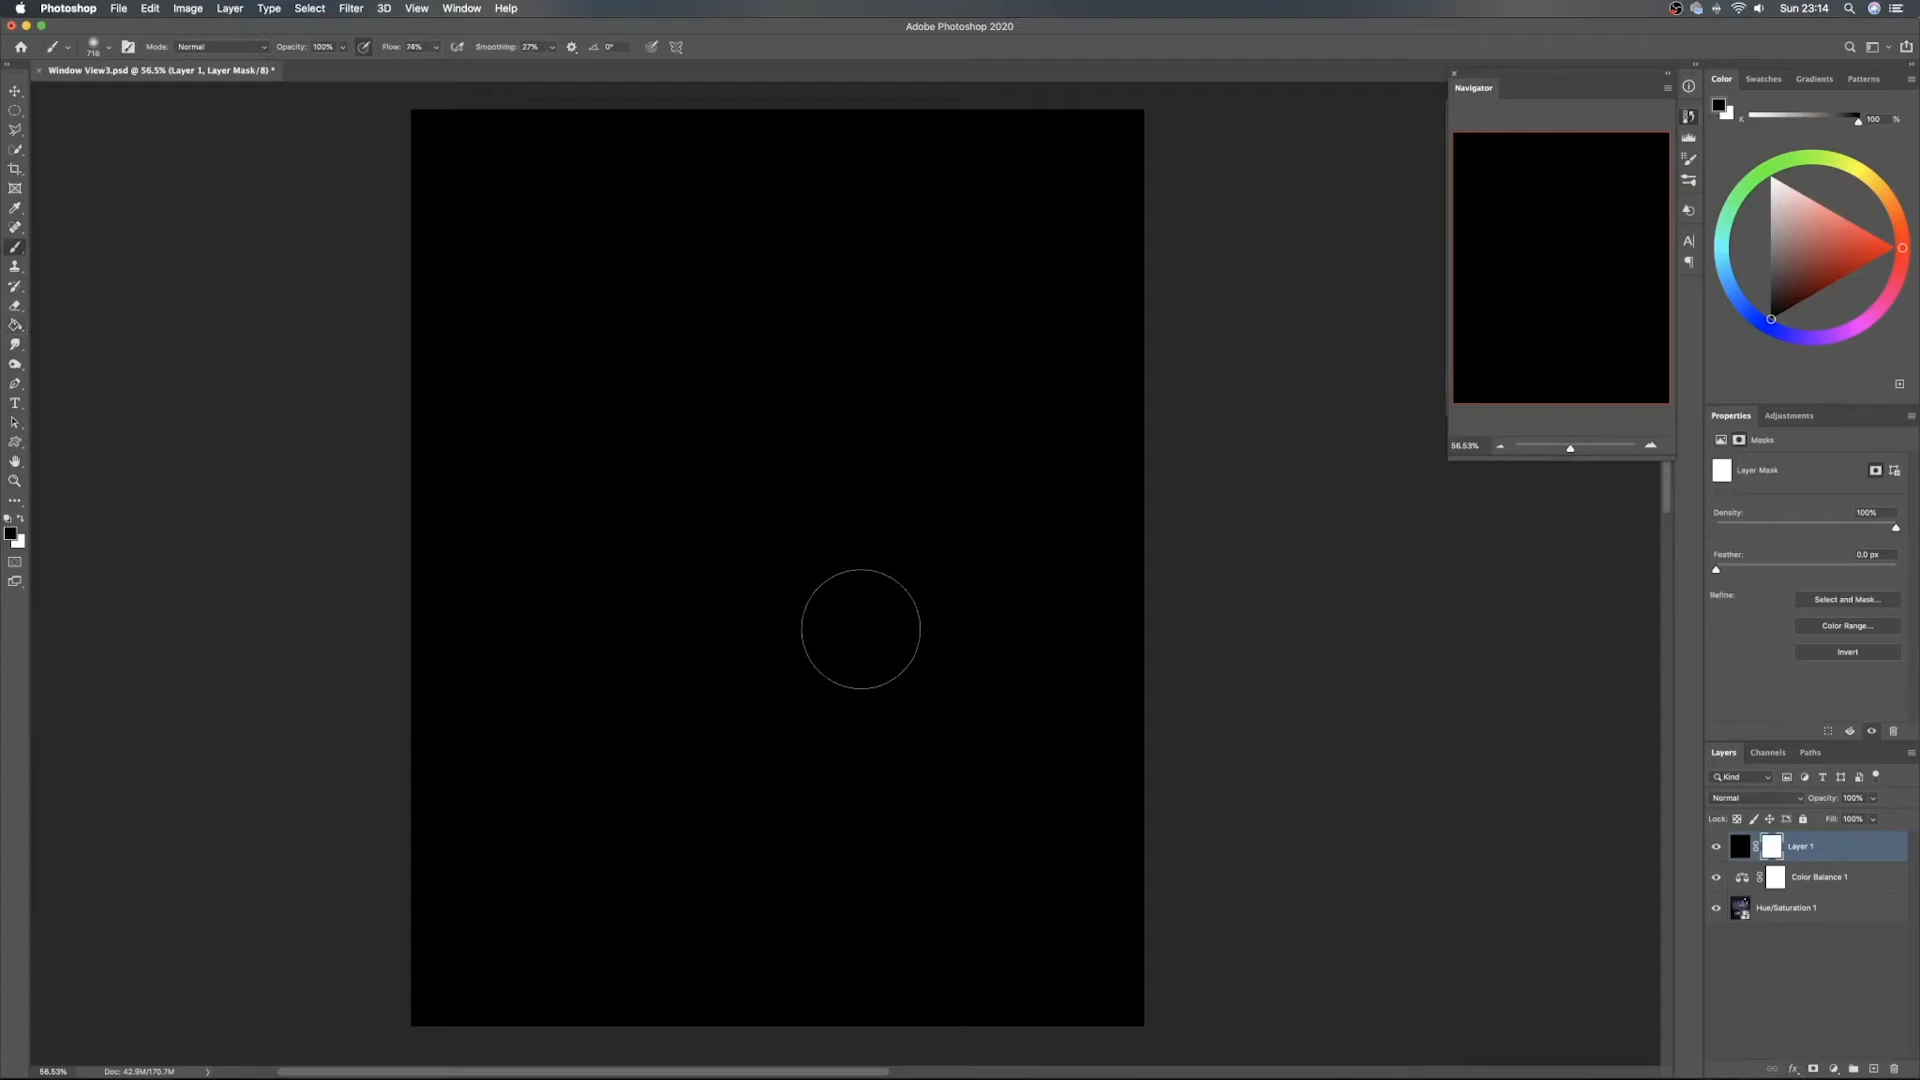 Photoshop File Edit Image Layer Type Select Filter 3D View Window Help Sun 23:14
Adobe Photoshop 2020
718 Mode: Normal Opacity: 100% Flow: 74% Smoothing: 27% 0°
Window View3.psd @ 56.5% (Layer 1, Layer Mask/8) *
Navigator
56.53%
Color Swatches Gradients Patterns
K 100 %
Properties Adjustments
Masks
Layer Mask
Density: 100%
Feather: 0.0 px
Refine: Select and Mask...
Color Range...
Invert
Layers Channels Paths
Kind
Normal Opacity: 100%
Lock: Fill: 100%
Layer 1
Color Balance 1
Hue/Saturation 1
56.53% Doc: 42.9M/170.7M